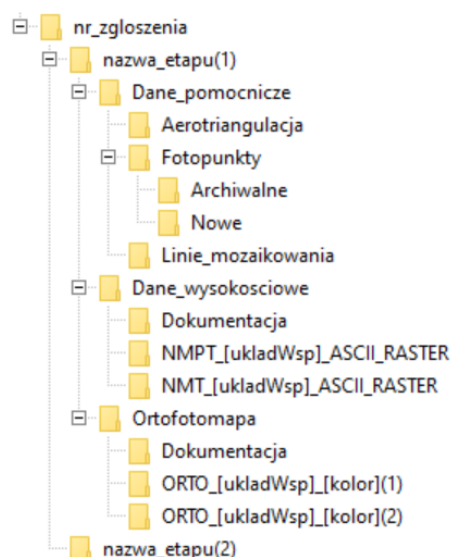 nr_zgloszenia
nazwa_etapu(1)
Dane_pomocnicze
Aerotriangulacja
Fotopunkty
Archiwalne
Nowe
Linie_mozaikowania
Dane_wysokosciowe
Dokumentacja
NMPT_[ukladWsp]_ASCII_RASTER
NMT_[ukladWsp]_ASCII_RASTER
Ortofotomapa
Dokumentacja
ORTO_[ukladWsp]_[kolor](1)
ORTO_[ukladWsp]_[kolor](2)
nazwa_etapu(2)